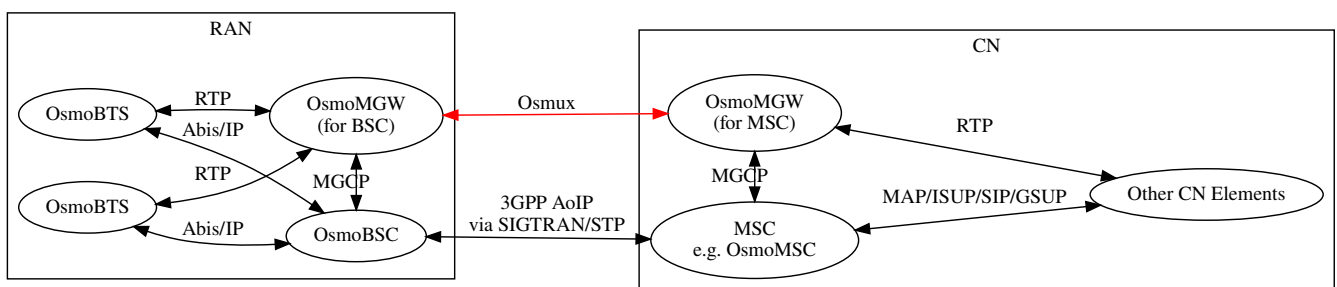 RAN
CN
OsmoBTS
RTP
OsmoMGW
(for BSC)
Osmux
OsmoMGW
(for MSC)
RTP
Abis/IP
RTP
MGCP
MGCP
OsmoBTS
Abis/IP
OsmoBSC
3GPP AoIP
via SIGTRAN/STP
MSC
e.g. OsmoMSC
MAP/ISUP/SIP/GSUP
Other CN Elements